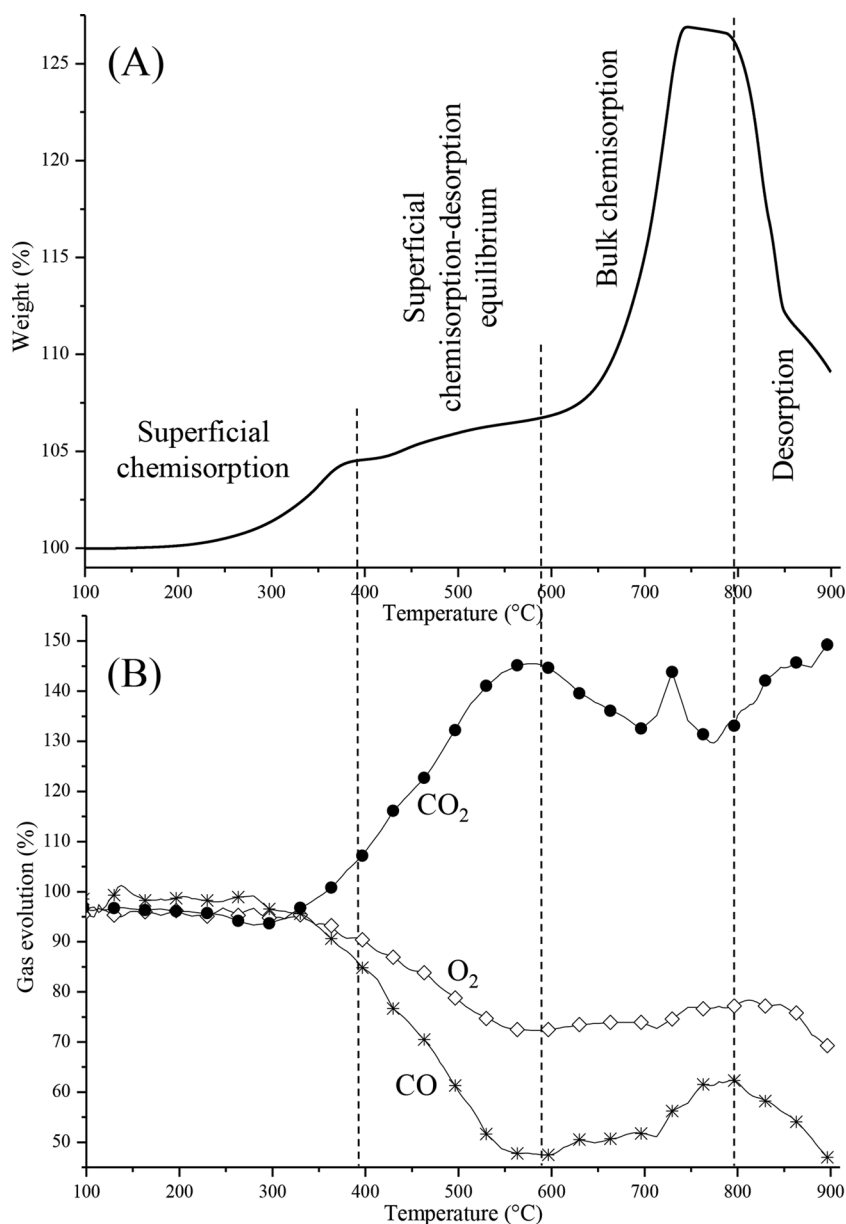 (A)
125
120
115
110
105
100
Weight (%)
Superficial
chemisorption
Superficial
chemisorption-desorption
equilibrium
Bulk chemisorption
Desorption
100 200 300 400 500 600 700 800 900
Temperature (°C)
(B)
150
140
130
120
110
100
90
80
70
60
50
Gas evolution (%)
CO2
O2
CO
100 200 300 400 500 600 700 800 900
Temperature (°C)